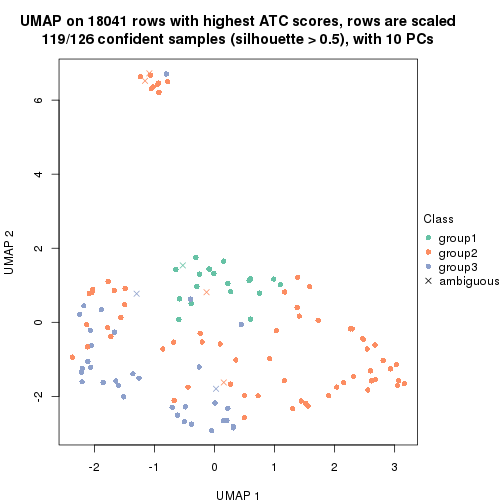 UMAP on 18041 rows with highest ATC scores, rows are scaled
119/126 confident samples (silhouette > 0.5), with 10 PCs
6
4
2
0
-2
UMAP 2
-2
-1
0
1
2
3
UMAP 1
Class
group1
group2
group3
ambiguous